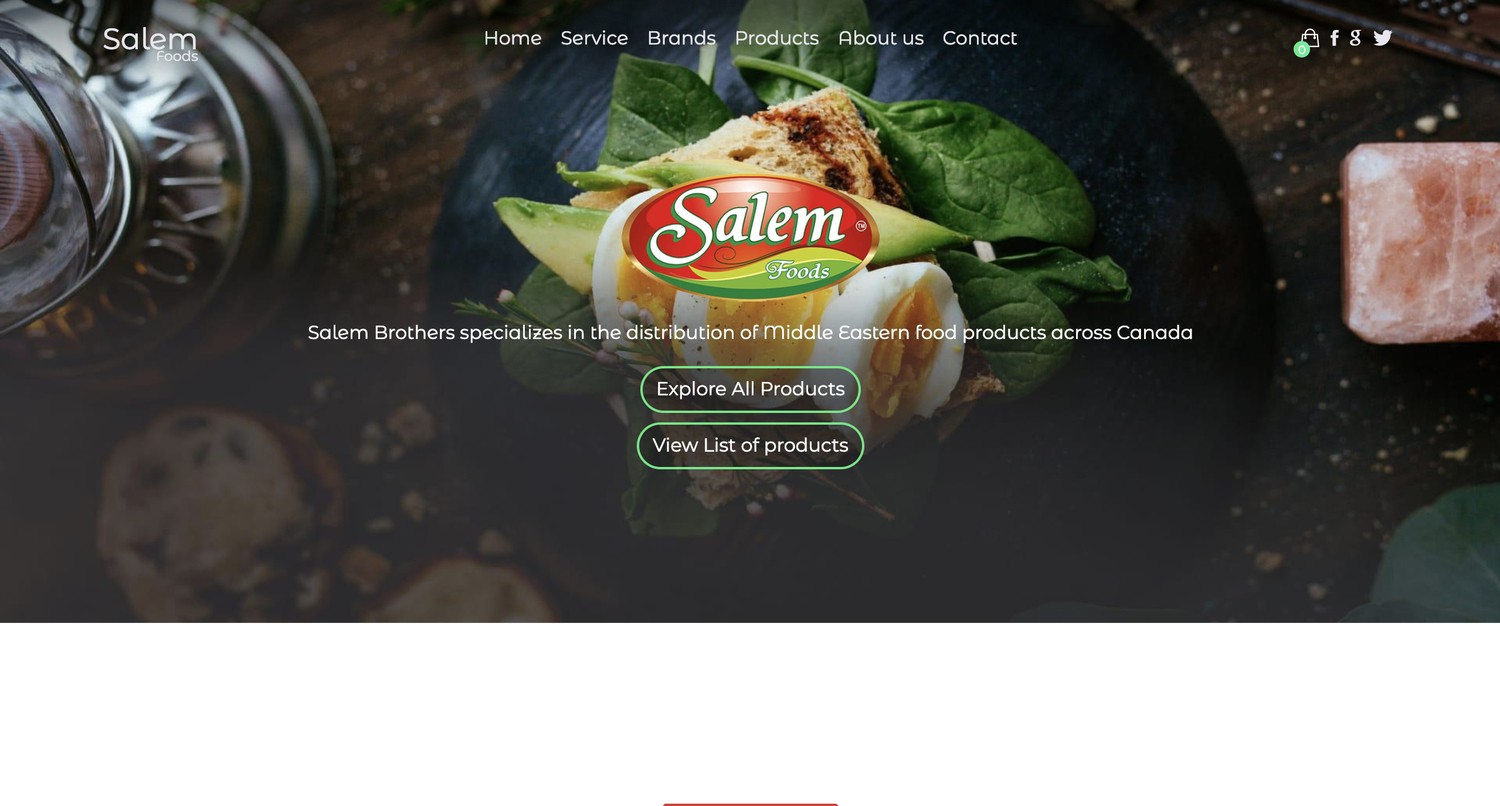 Salem
Foods
Home Service Brands Products About us Contact
0
Salem TM
Foods
Salem Brothers specializes in the distribution of Middle Eastern food products across Canada
Explore All Products
View List of products